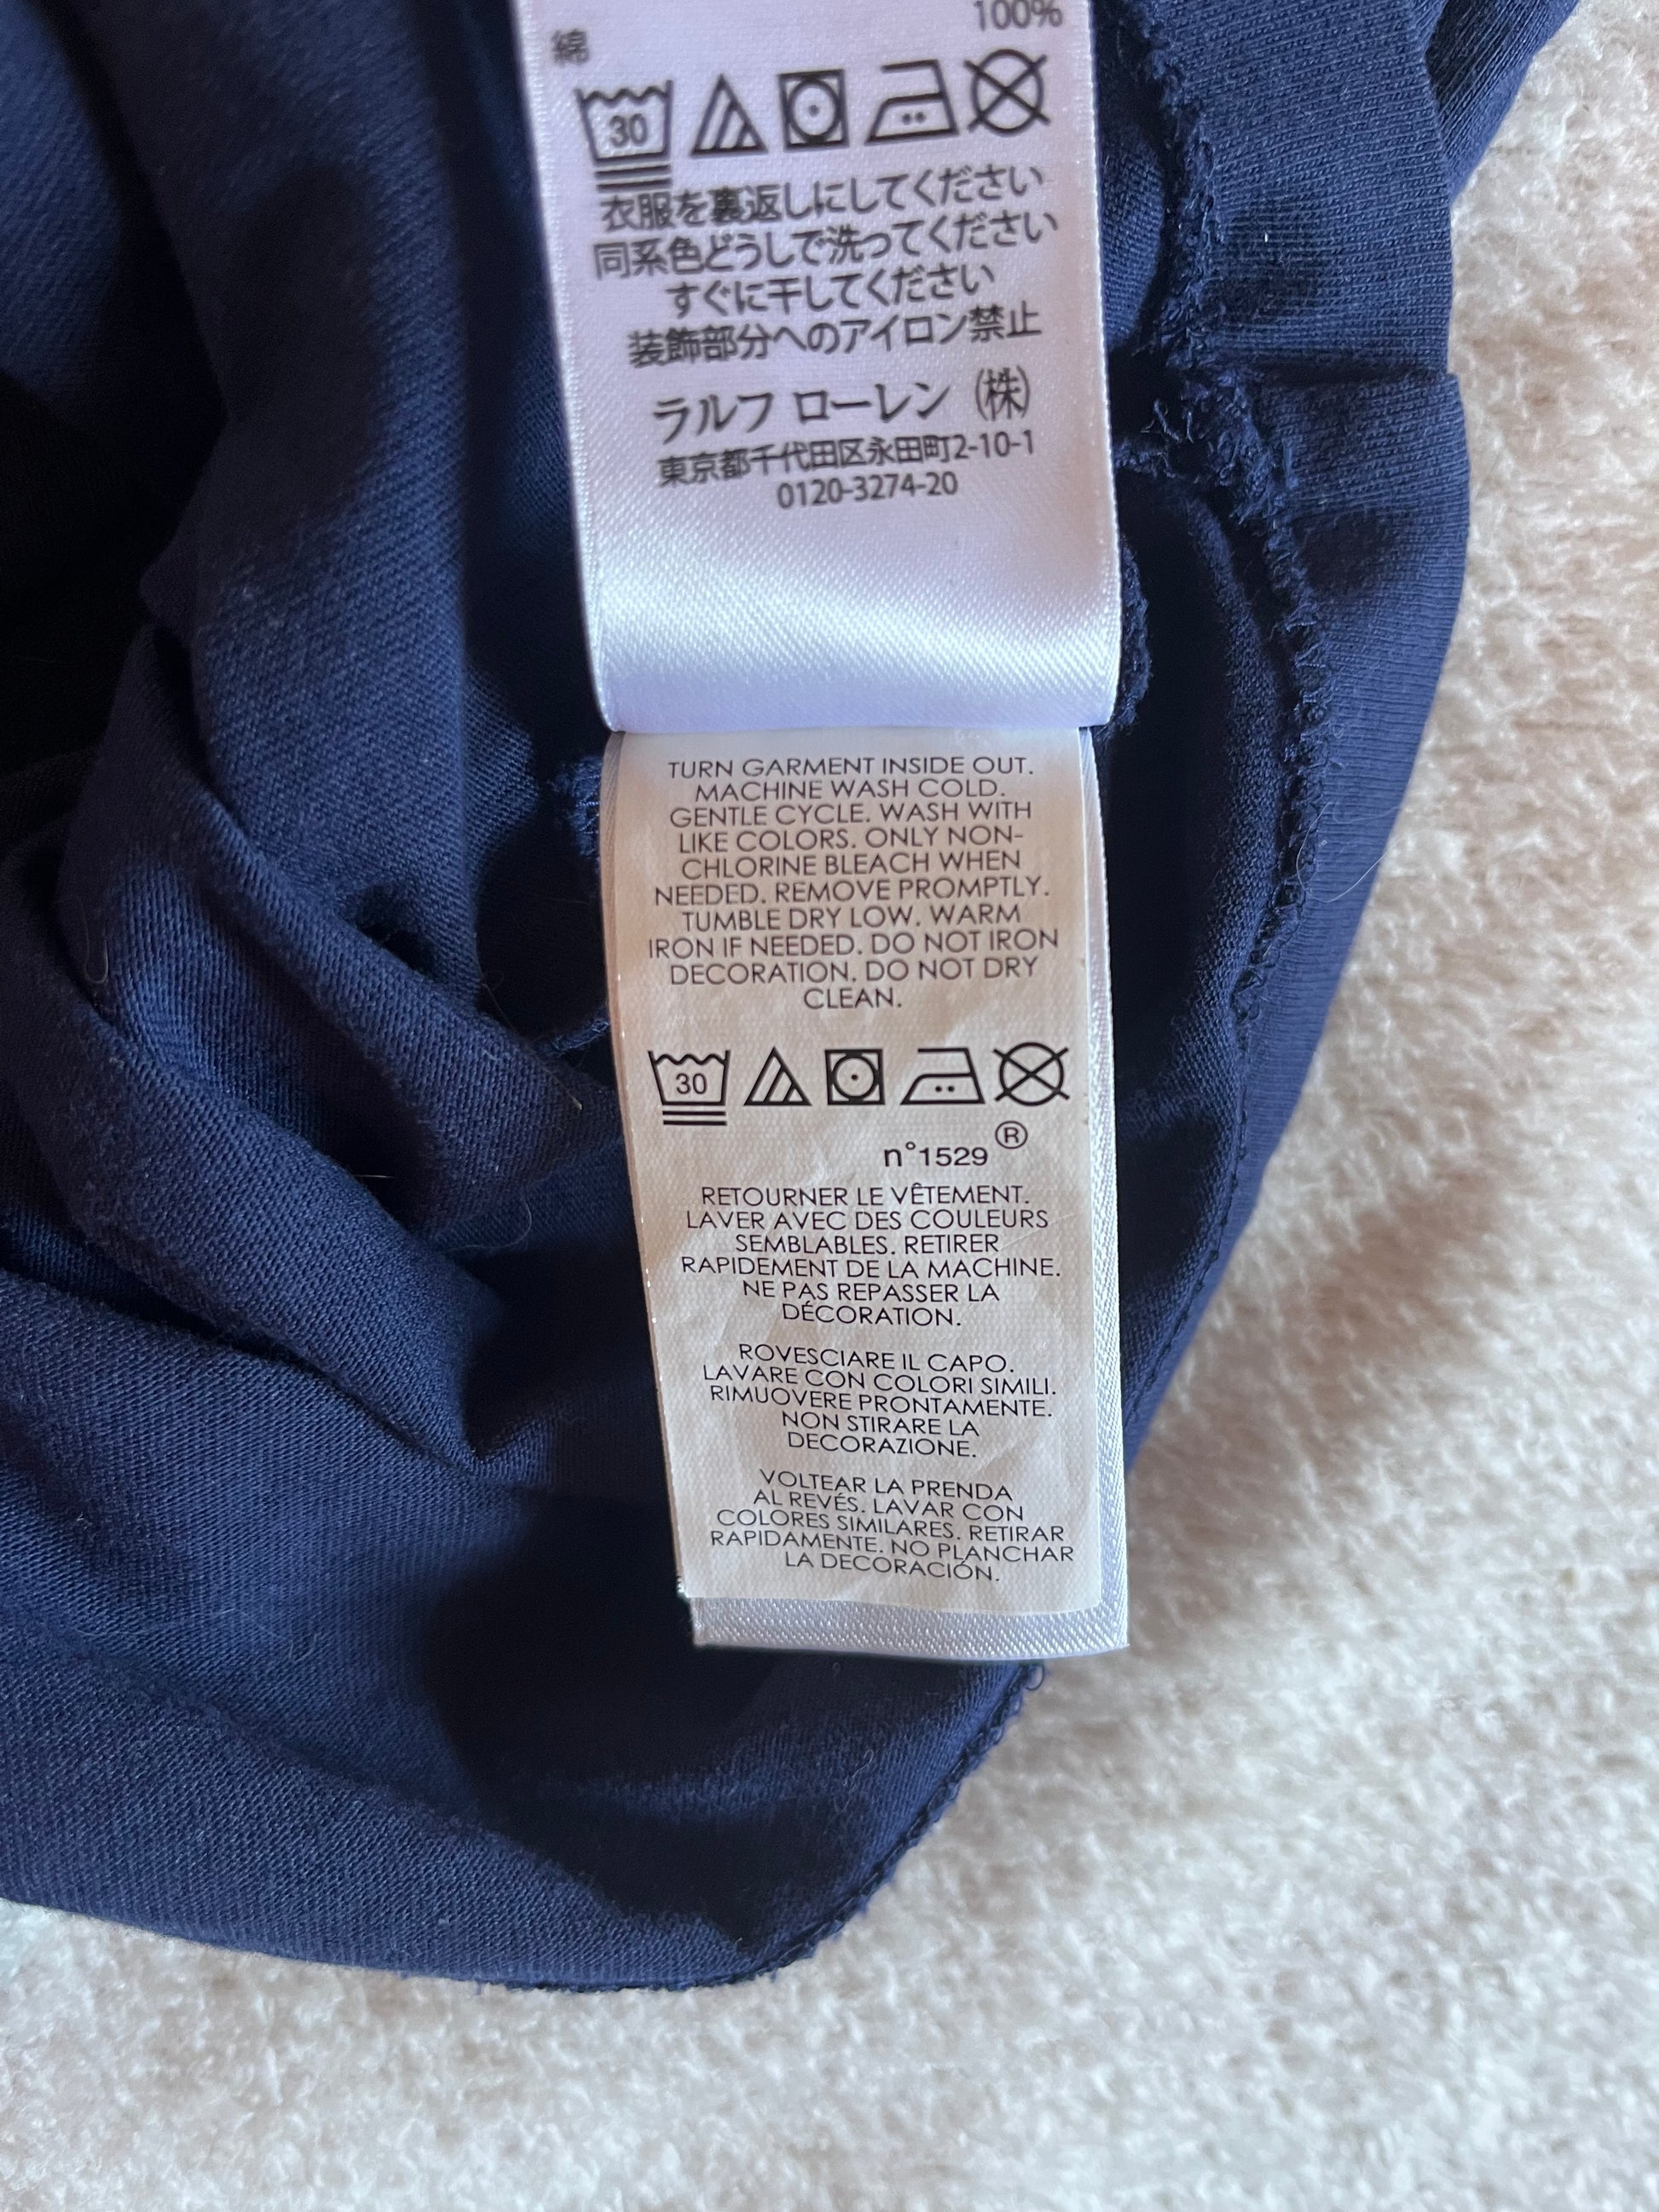 100%
綿
30
衣服を裏返しにしてください
同系色どうしで洗ってください
すぐに干してください
装飾部分へのアイロン禁止
ラルフ ローレン ㈱
東京都千代田区永田町2-10-1
0120-3274-20
TURN GARMENT INSIDE OUT.
MACHINE WASH COLD.
GENTLE CYCLE. WASH WITH
LIKE COLORS. ONLY NON-
CHLORINE BLEACH WHEN
NEEDED. REMOVE PROMPTLY.
TUMBLE DRY LOW. WARM
IRON IF NEEDED. DO NOT IRON
DECORATION. DO NOT DRY
CLEAN.
30
n°1529 ®
RETOURNER LE VÊTEMENT.
LAVER AVEC DES COULEURS
SEMBLABLES. RETIRER
RAPIDEMENT DE LA MACHINE.
NE PAS REPASSER LA
DÉCORATION.
ROVESCIARE IL CAPO.
LAVARE CON COLORI SIMILI.
RIMUOVERE PRONTAMENTE.
NON STIRARE LA
DECORAZIONE.
VOLTEAR LA PRENDA
AL REVÉS. LAVAR CON
COLORES SIMILARES. RETIRAR
RAPIDAMENTE. NO PLANCHAR
LA DECORACIÓN.